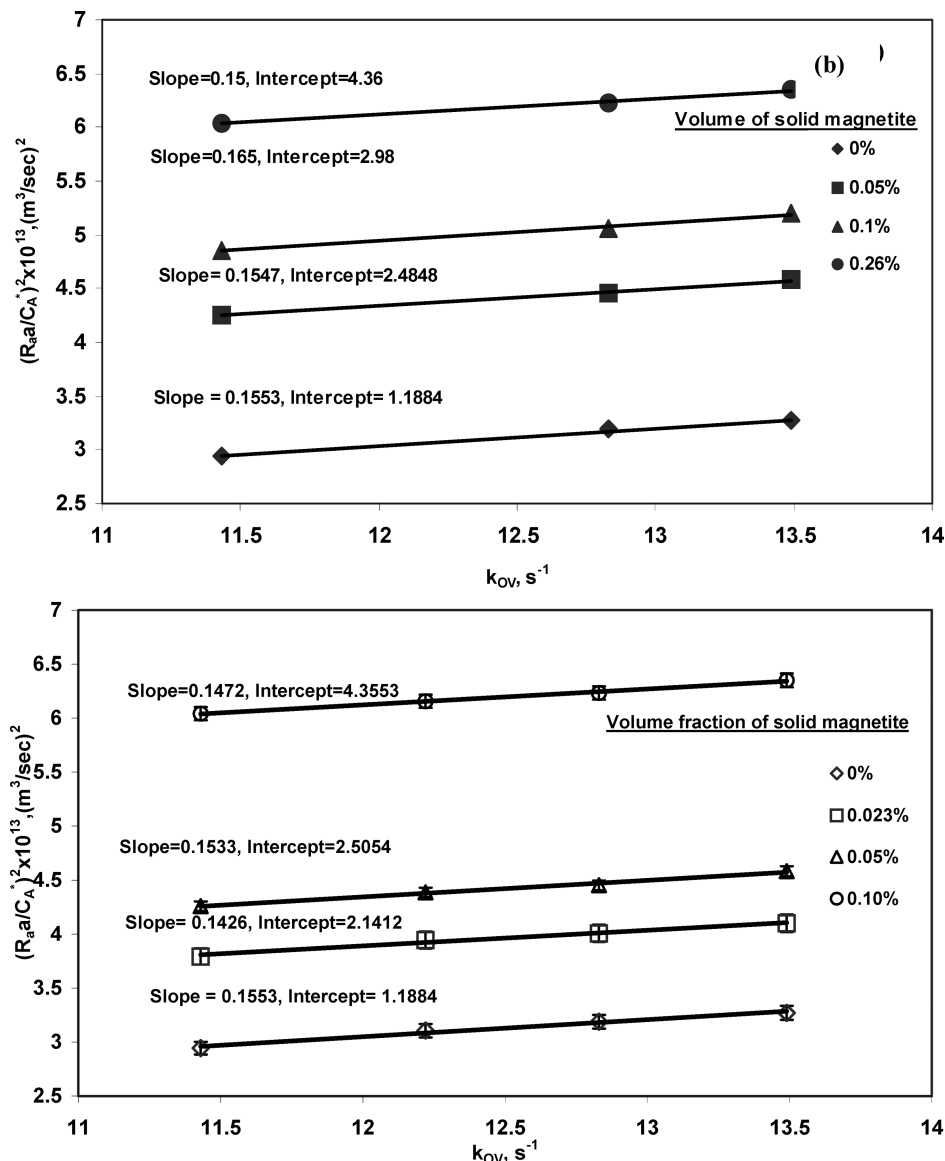 7
6.5
6
5.5
5
4.5
4
3.5
3
2.5
(Rₐa/C_A*)²x10¹³,(m³/sec)²
Slope=0.15, Intercept=4.36
Slope=0.165, Intercept=2.98
Slope= 0.1547, Intercept=2.4848
Slope = 0.1553, Intercept= 1.1884
(b) )
Volume of solid magnetite
0%
0.05%
0.1%
0.26%
11 11.5 12 12.5 13 13.5 14
k_OV, s⁻¹
7
6.5
6
5.5
5
4.5
4
3.5
3
2.5
(Rₐa/C_A*)²x10¹³,(m³/sec)²
Slope=0.1472, Intercept=4.3553
Slope=0.1533, Intercept=2.5054
Slope= 0.1426, Intercept=2.1412
Slope = 0.1553, Intercept= 1.1884
Volume fraction of solid magnetite
0%
0.023%
0.05%
0.10%
11 11.5 12 12.5 13 13.5 14
k_OV, s⁻¹